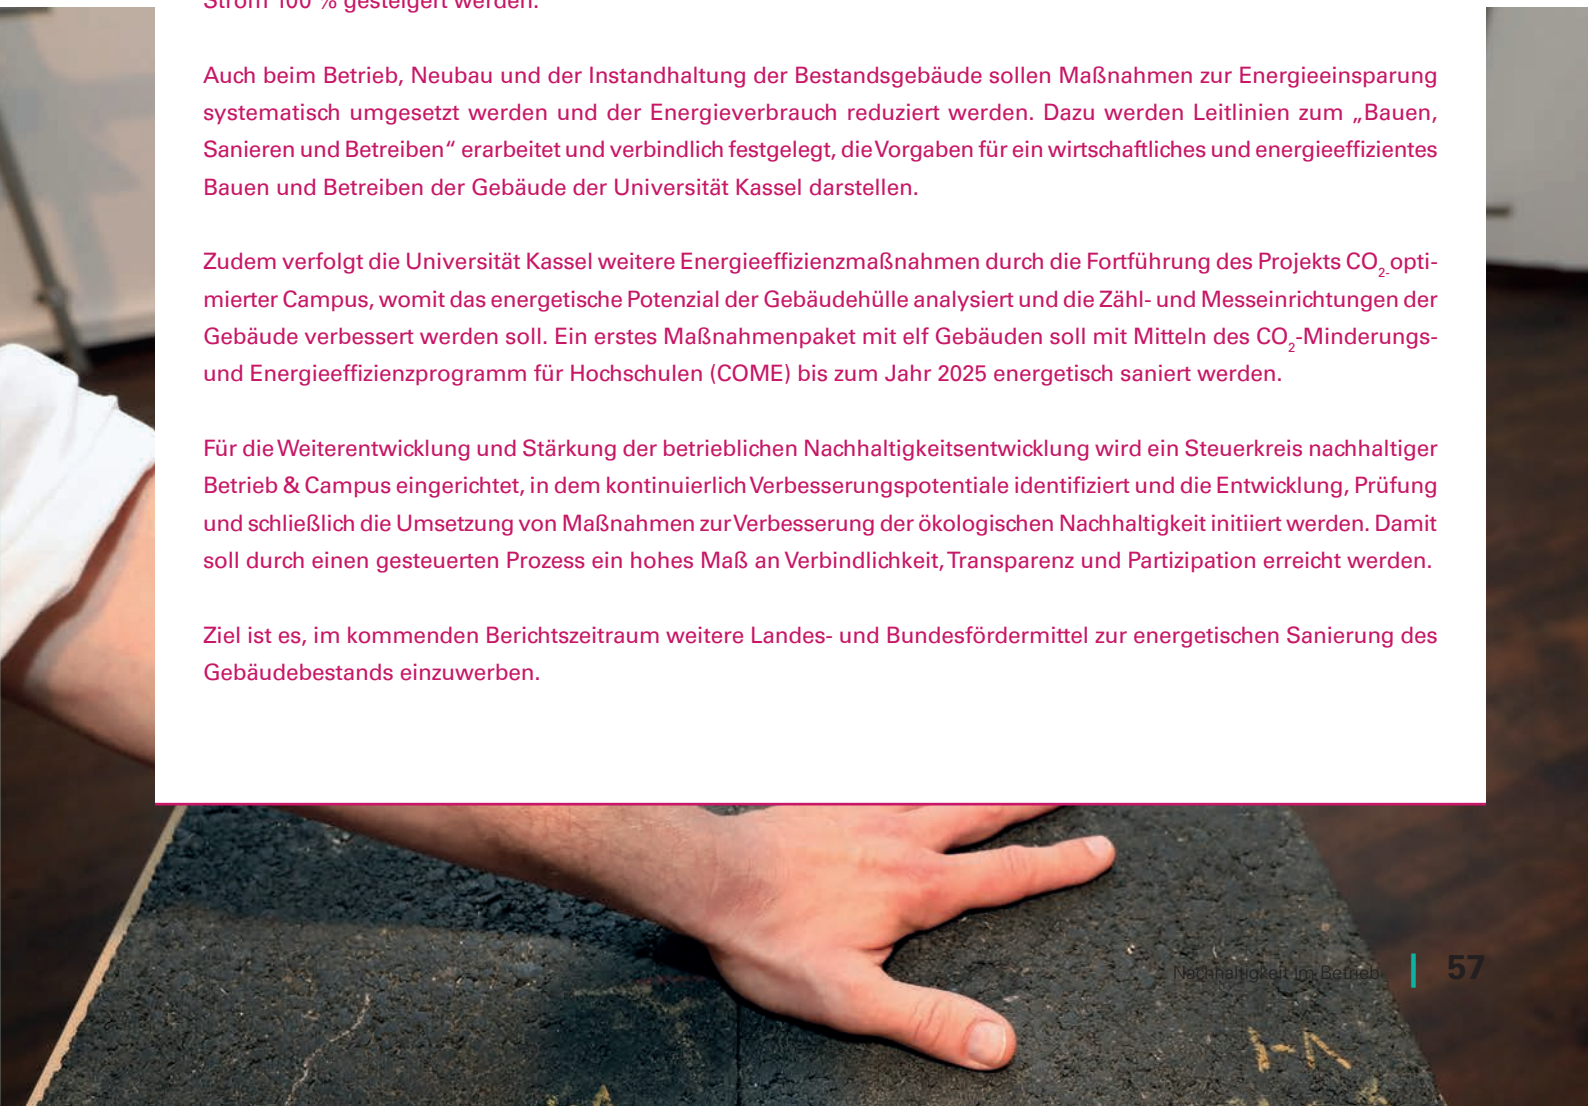 Strom 100 % gesteigert werden.
Auch beim Betrieb, Neubau und der Instandhaltung der Bestandsgebäude sollen Maßnahmen zur Energieeinsparung
systematisch umgesetzt werden und der Energieverbrauch reduziert werden. Dazu werden Leitlinien zum „Bauen,
Sanieren und Betreiben“ erarbeitet und verbindlich festgelegt, die Vorgaben für ein wirtschaftliches und energieeffizientes
Bauen und Betreiben der Gebäude der Universität Kassel darstellen.
Zudem verfolgt die Universität Kassel weitere Energieeffizienzmaßnahmen durch die Fortführung des Projekts CO₂-opti-
mierter Campus, womit das energetische Potenzial der Gebäudehülle analysiert und die Zähl- und Messeinrichtungen der
Gebäude verbessert werden soll. Ein erstes Maßnahmenpaket mit elf Gebäuden soll mit Mitteln des CO₂-Minderungs-
und Energieeffizienzprogramm für Hochschulen (COME) bis zum Jahr 2025 energetisch saniert werden.
Für die Weiterentwicklung und Stärkung der betrieblichen Nachhaltigkeitsentwicklung wird ein Steuerkreis nachhaltiger
Betrieb & Campus eingerichtet, in dem kontinuierlich Verbesserungspotentiale identifiziert und die Entwicklung, Prüfung
und schließlich die Umsetzung von Maßnahmen zur Verbesserung der ökologischen Nachhaltigkeit initiiert werden. Damit
soll durch einen gesteuerten Prozess ein hohes Maß an Verbindlichkeit, Transparenz und Partizipation erreicht werden.
Ziel ist es, im kommenden Berichtszeitraum weitere Landes- und Bundesfördermittel zur energetischen Sanierung des
Gebäudebestands einzuwerben.
Nachhaltigkeit im Betrieb | 57